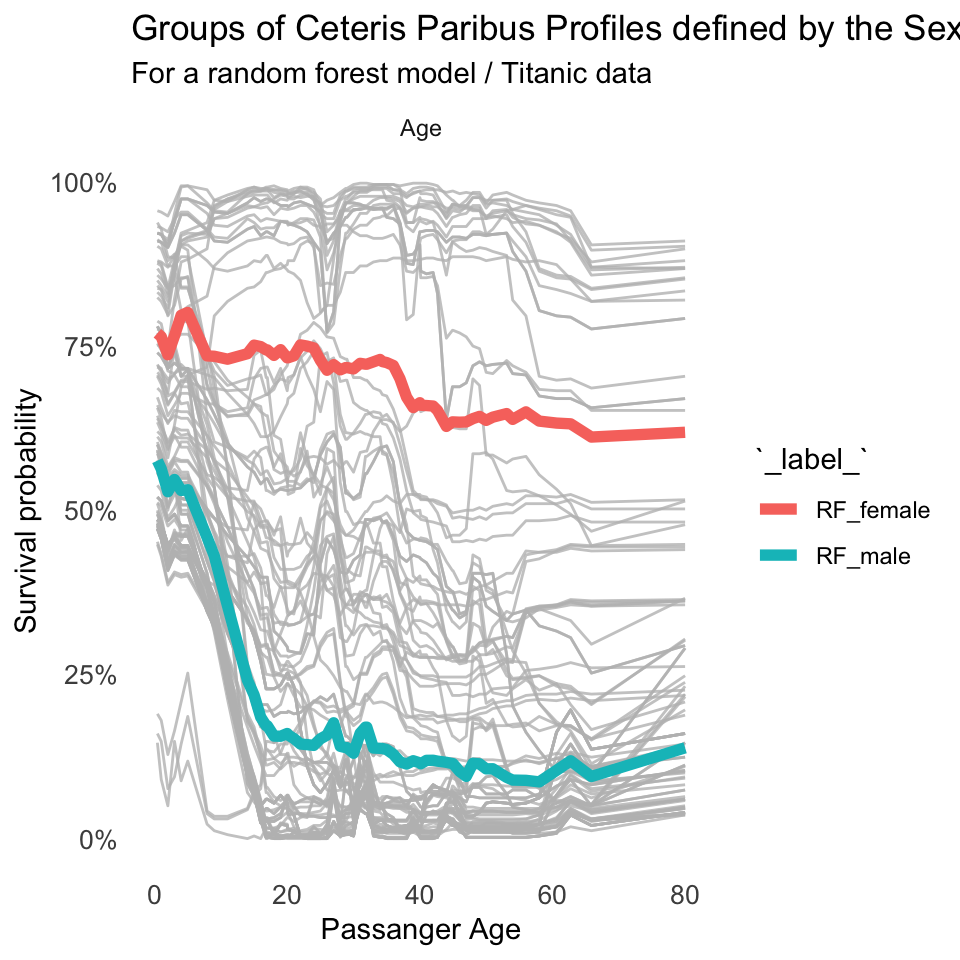 Groups of Ceteris Paribus Profiles defined by the Sex
For a random forest model / Titanic data
Age
100%
75%
50%
25%
0%
Survival probability
0 20 40 60 80
Passanger Age
`_label_`
RF_female
RF_male